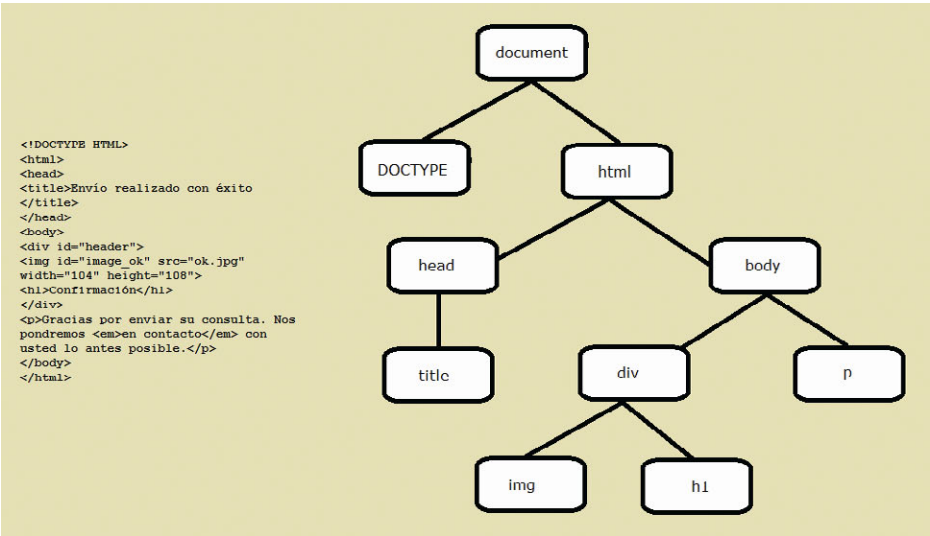 <!DOCTYPE HTML>
<html>
<head>
<title>Envío realizado con éxito
</title>
</head>
<body>
<div id="header">
<img id="image_ok" src="ok.jpg"
width="104" height="108">
<h1>Confirmación</h1>
</div>
<p>Gracias por enviar su consulta. Nos
pondremos <em>en contacto</em> con
usted lo antes posible.</p>
</body>
</html>
document
DOCTYPE
html
head
body
title
div
p
img
h1